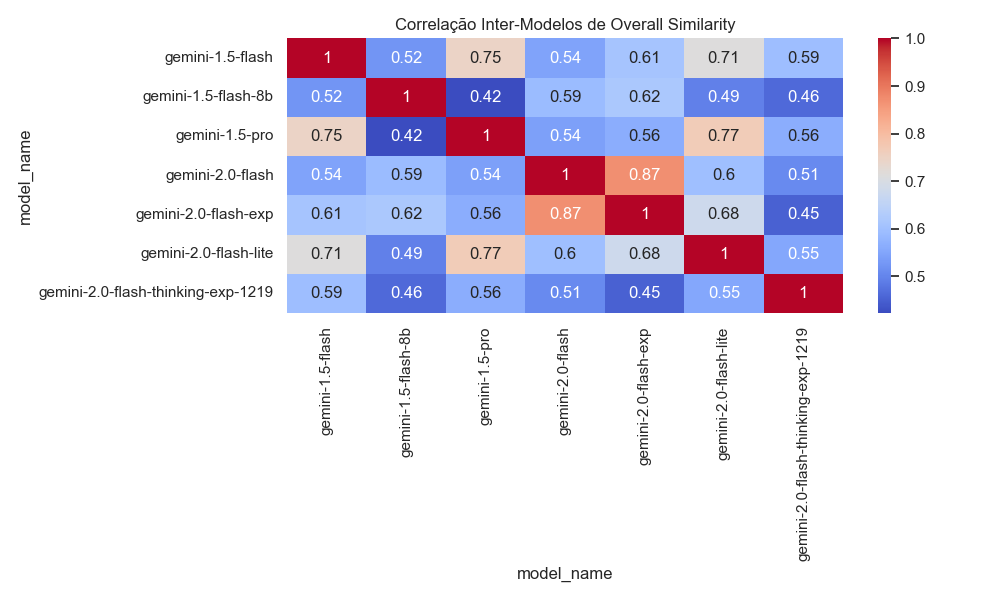 Correlação Inter-Modelos de Overall Similarity
model_name
gemini-1.5-flash 1 0.52 0.75 0.54 0.61 0.71 0.59
gemini-1.5-flash-8b 0.52 1 0.42 0.59 0.62 0.49 0.46
gemini-1.5-pro 0.75 0.42 1 0.54 0.56 0.77 0.56
gemini-2.0-flash 0.54 0.59 0.54 1 0.87 0.6 0.51
gemini-2.0-flash-exp 0.61 0.62 0.56 0.87 1 0.68 0.45
gemini-2.0-flash-lite 0.71 0.49 0.77 0.6 0.68 1 0.55
gemini-2.0-flash-thinking-exp-1219 0.59 0.46 0.56 0.51 0.45 0.55 1
gemini-1.5-flash
gemini-1.5-flash-8b
gemini-1.5-pro
gemini-2.0-flash
gemini-2.0-flash-exp
gemini-2.0-flash-lite
gemini-2.0-flash-thinking-exp-1219
model_name
1.0
0.9
0.8
0.7
0.6
0.5